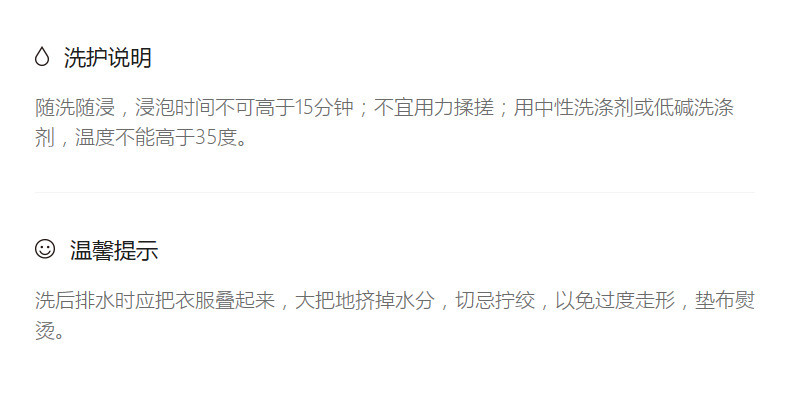 洗护说明
随洗随浸，浸泡时间不可高于15分钟；不宜用力揉搓；用中性洗涤剂或低碱洗涤
剂，温度不能高于35度。
温馨提示
洗后排水时应把衣服叠起来，大把地挤掉水分，切忌拧绞，以免过度走形，垫布熨
烫。